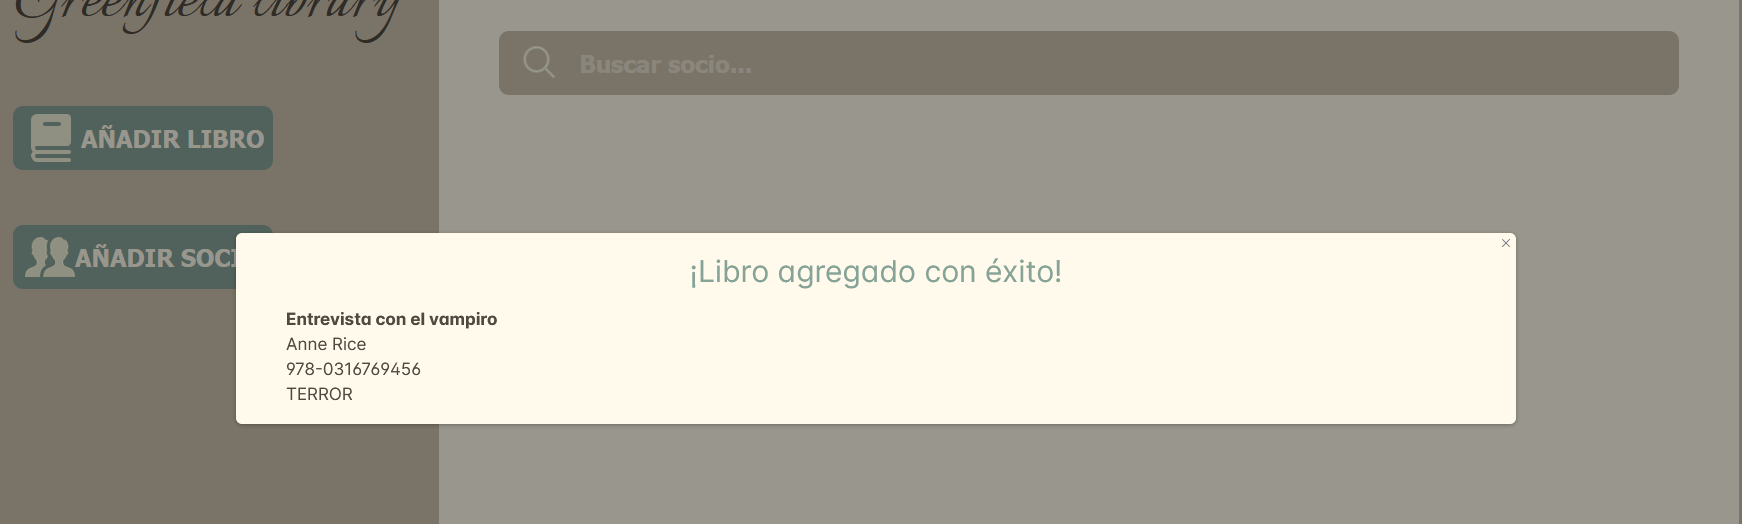 Greenfield library
Buscar socio...
AÑADIR LIBRO
AÑADIR SOCI
¡Libro agregado con éxito!
Entrevista con el vampiro
Anne Rice
978-0316769456
TERROR